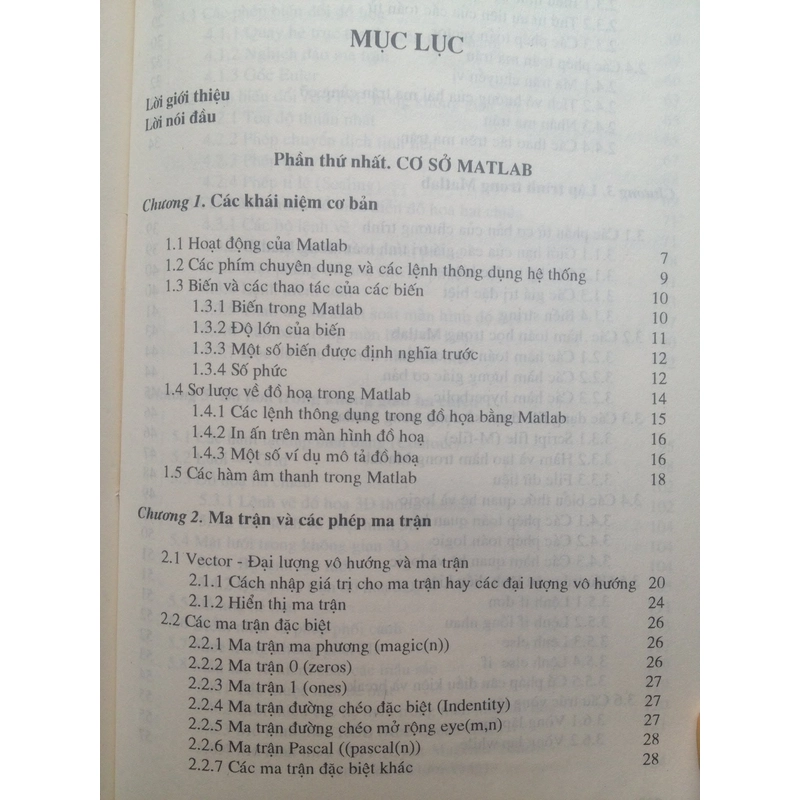 MỤC LỤC
Lời giới thiệu
Lời nói đầu
Phần thứ nhất. CƠ SỞ MATLAB
Chương 1. Các khái niệm cơ bản
1.1 Hoạt động của Matlab 7
1.2 Các phím chuyên dụng và các lệnh thông dụng hệ thống 9
1.3 Biến và các thao tác của các biến 10
1.3.1 Biến trong Matlab 10
1.3.2 Độ lớn của biến 11
1.3.3 Một số biến được định nghĩa trước 12
1.3.4 Số phức 12
1.4 Sơ lược về đồ hoạ trong Matlab 14
1.4.1 Các lệnh thông dụng trong đồ họa bằng Matlab 15
1.4.2 In ấn trên màn hình đồ hoạ 16
1.4.3 Một số ví dụ mô tả đồ hoạ 16
1.5 Các hàm âm thanh trong Matlab 18
Chương 2. Ma trận và các phép ma trận
2.1 Vector - Đại lượng vô hướng và ma trận
2.1.1 Cách nhập giá trị cho ma trận hay các đại lượng vô hướng 20
2.1.2 Hiển thị ma trận 24
2.2 Các ma trận đặc biệt 26
2.2.1 Ma trận ma phương (magic(n)) 26
2.2.2 Ma trận 0 (zeros) 26
2.2.3 Ma trận 1 (ones) 27
2.2.4 Ma trận đường chéo đặc biệt (Indentity) 27
2.2.5 Ma trận đường chéo mở rộng eye(m,n) 27
2.2.6 Ma trận Pascal ((pascal(n)) 28
2.2.7 Các ma trận đặc biệt khác 28